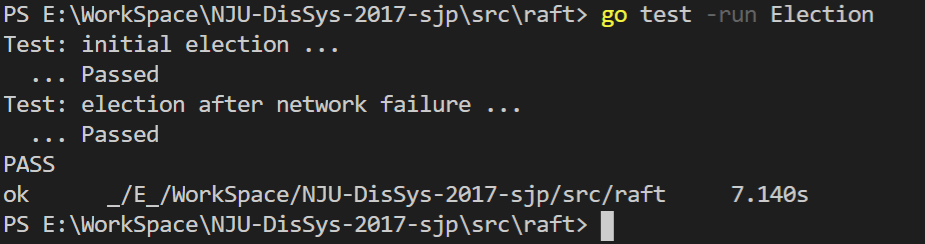 PS E:\WorkSpace\NJU-DisSys-2017-sjp\src\raft> go test -run Election
Test: initial election ...
  ... Passed
Test: election after network failure ...
  ... Passed
PASS
ok      _/E_/WorkSpace/NJU-DisSys-2017-sjp/src/raft     7.140s
PS E:\WorkSpace\NJU-DisSys-2017-sjp\src\raft>